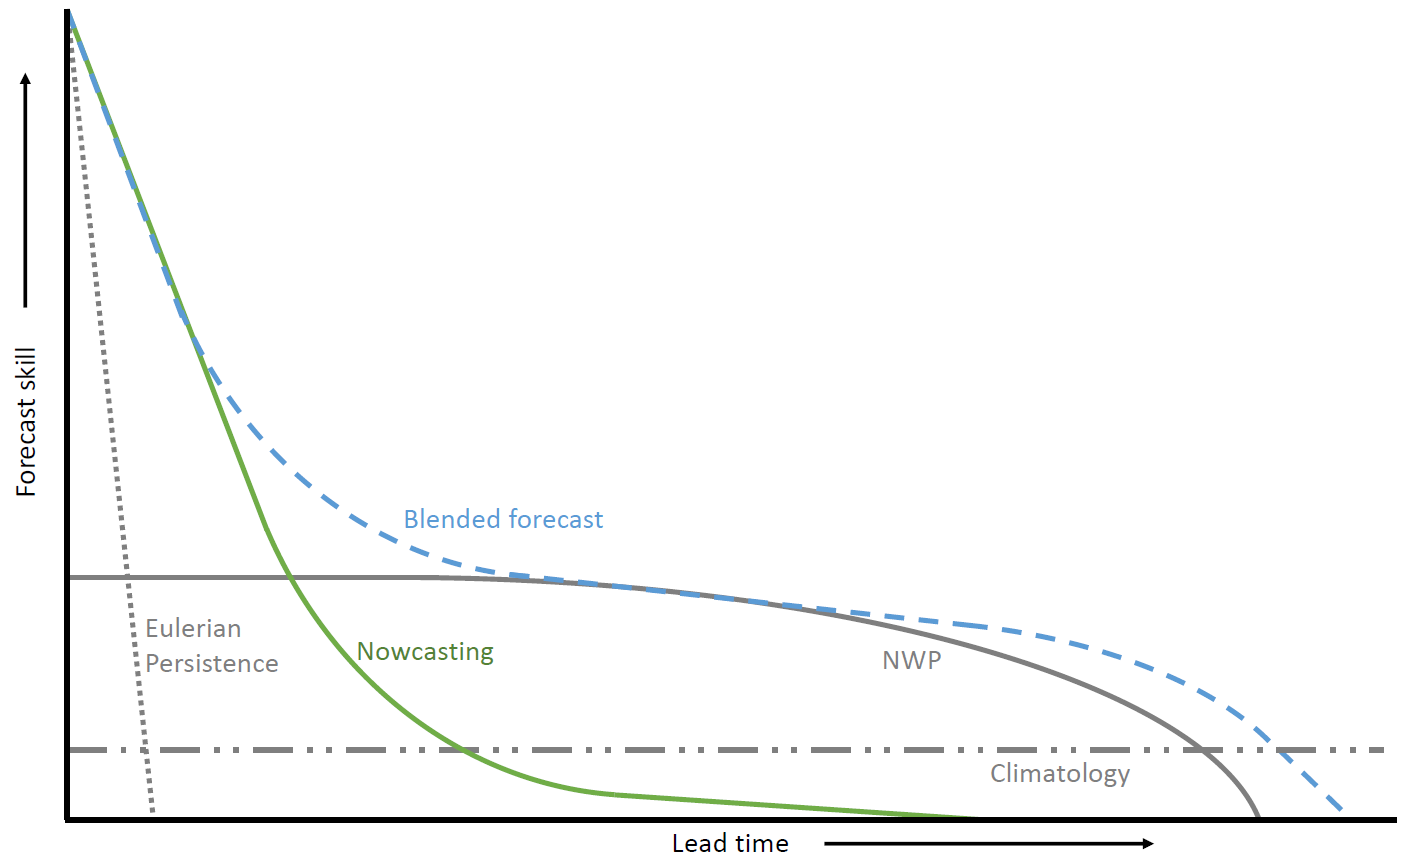 Forecast skill
Blended forecast
Eulerian
Persistence
Nowcasting
NWP
Climatology
Lead time